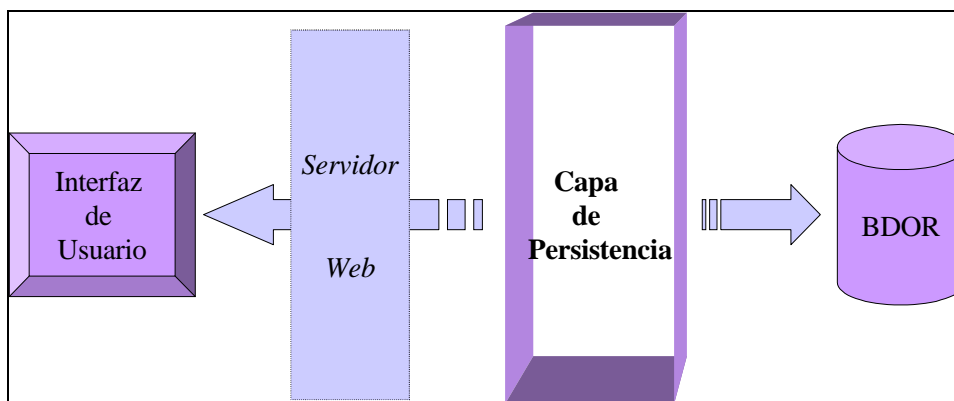 Interfaz
de
Usuario
Servidor
Web
Capa
de
Persistencia
BDOR